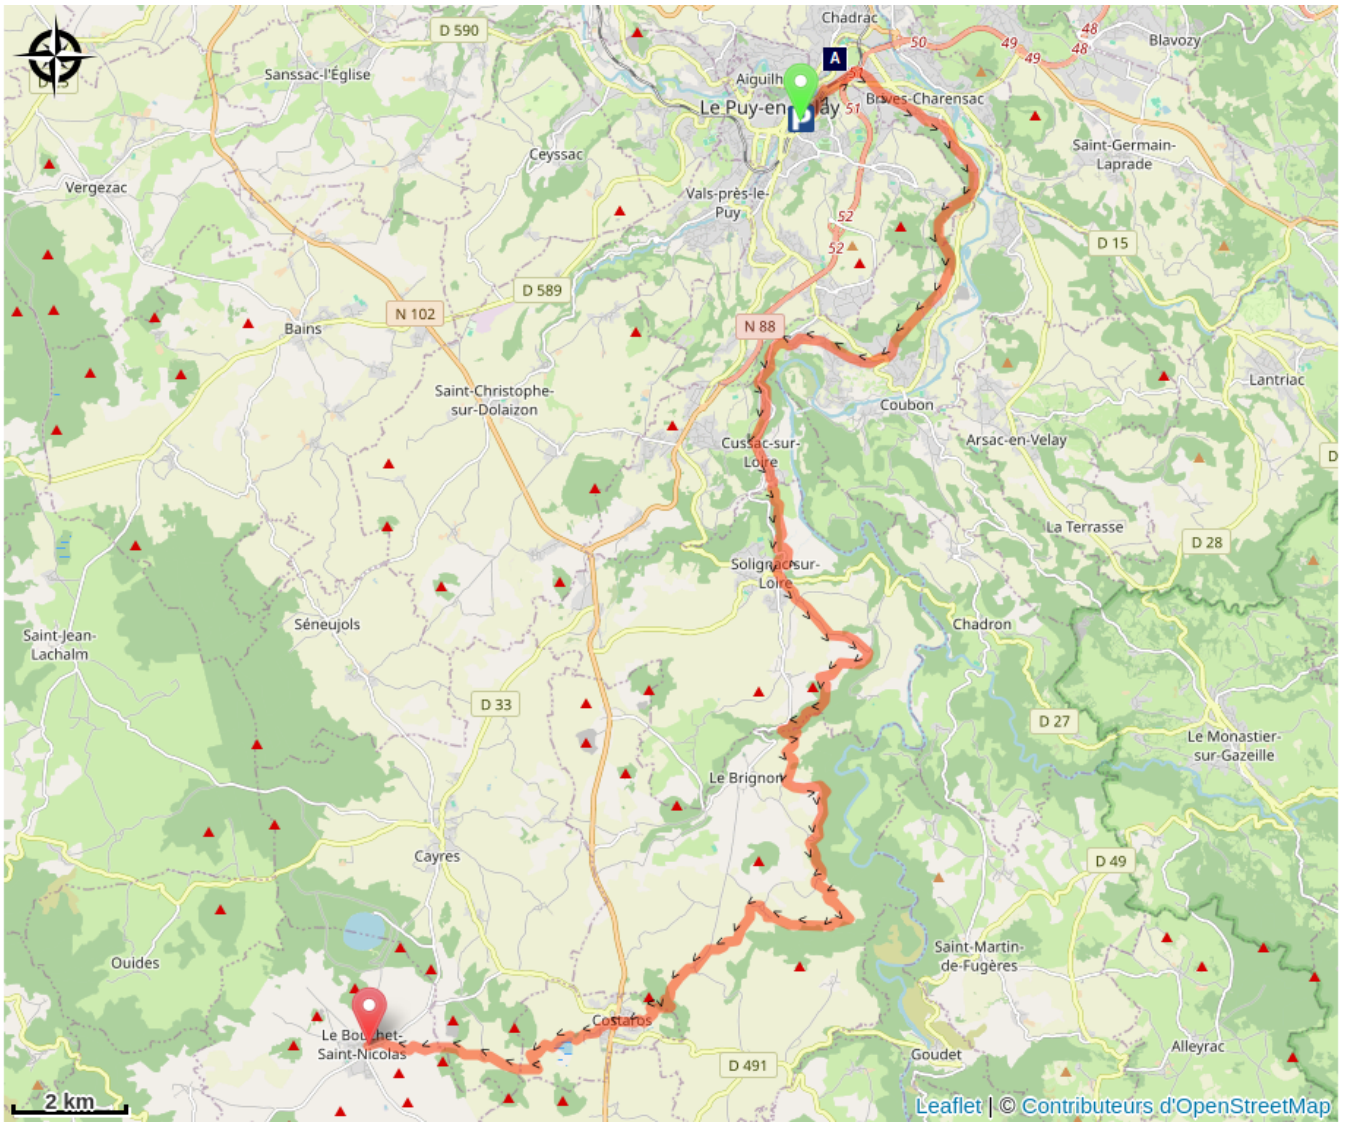 Chadrac
D 590
50
49
48
48
49
Blavozy
Sanssac-l'Église
A
Aiguilh
51
Brives-Charensac
Le Puy-en-
lay
51
P
Saint-Germain-
Laprade
Ceyssac
Vergezac
Vals-près-le-
Puy
52
52
D 15
D 589
N 102
N 88
Bains
Lantriac
Saint-Christophe-
sur-Dolaizon
Coubon
Cussac-sur-
Loire
Arsac-en-Velay
D
La Terrasse
D 28
Solignac-sur-
Loire
Séneujols
Chadron
Saint-Jean-
Lachalm
D 33
D 27
Le Monastier-
sur-Gazeille
Le Brignon
Cayres
D 49
Ouides
Saint-Martin-
de-Fugères
Costaros
Le Bouchet-
Saint-Nicolas
Goudet
Alleyrac
D 491
2 km
Leaflet | © Contributeurs d'OpenStreetMap